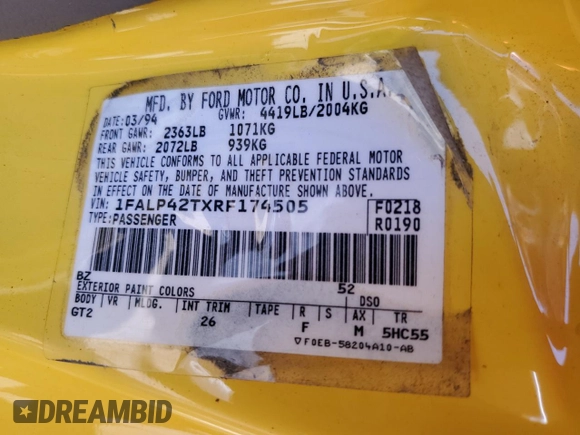 MFD. BY FORD MOTOR CO. IN U.S.A.
DATE: 03/94 GVWR: 4419LB/2004KG
FRONT GAWR: 2363LB 1071KG
REAR GAWR: 2072LB 939KG
THIS VEHICLE CONFORMS TO ALL APPLICABLE FEDERAL MOTOR
VEHICLE SAFETY, BUMPER, AND THEFT PREVENTION STANDARDS
IN EFFECT ON THE DATE OF MANUFACTURE SHOWN ABOVE.
VIN: 1FALP42TXRF174505 F0218
TYPE: PASSENGER R0190
BZ 52
EXTERIOR PAINT COLORS DSO
BODY VR MLDG. INT TRIM TAPE R S AX TR
GT2 26 F M 5HC55
▽F0EB-58204A10-AB
DREAMBID